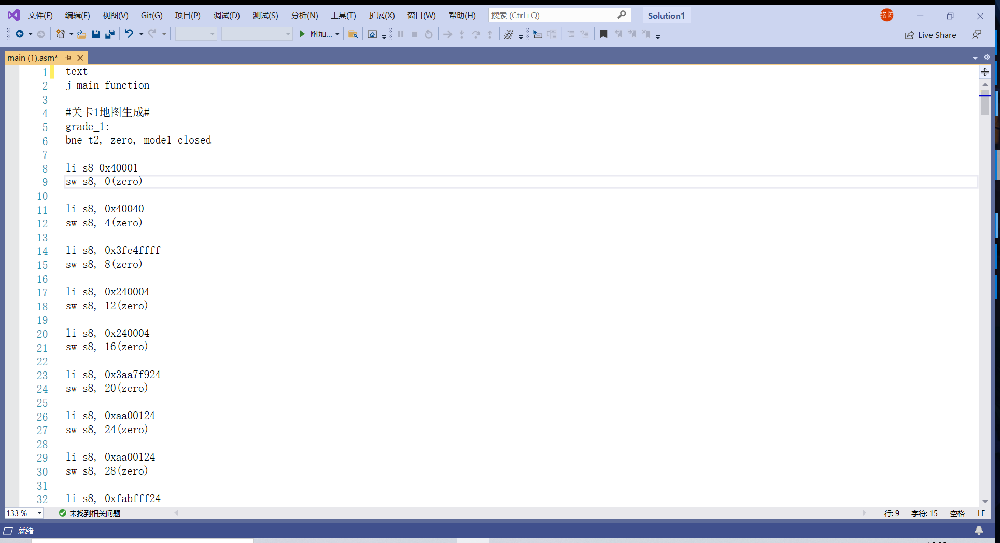 文件(F) 编辑(E) 视图(V) Git(G) 项目(P) 调试(D) 测试(S) 分析(N) 工具(T) 扩展(X) 窗口(W) 帮助(H) 搜索 (Ctrl+Q) Solution1 铭陈
附加... Live Share
main (1).asm*
1 text
2 j main_function
3
4 #关卡1地图生成#
5 grade_1:
6 bne t2, zero, mode1_closed
7
8 li s8 0x40001
9 sw s8, 0(zero)
10
11 li s8, 0x40040
12 sw s8, 4(zero)
13
14 li s8, 0x3fe4ffff
15 sw s8, 8(zero)
16
17 li s8, 0x240004
18 sw s8, 12(zero)
19
20 li s8, 0x240004
21 sw s8, 16(zero)
22
23 li s8, 0x3aa7f924
24 sw s8, 20(zero)
25
26 li s8, 0xaa00124
27 sw s8, 24(zero)
28
29 li s8, 0xaa00124
30 sw s8, 28(zero)
31
32 li s8, 0xfabfff24
133 % 未找到相关问题 行: 9 字符: 15 空格 LF
就绪